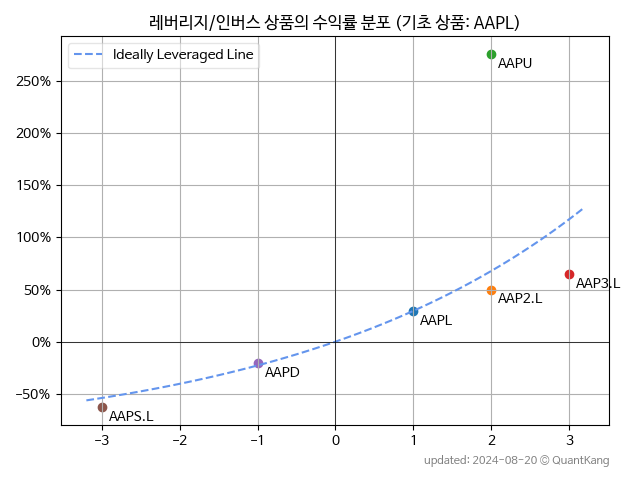 레버리지/인버스 상품의 수익률 분포 (기초 상품: AAPL)
Ideally Leveraged Line
AAPU
250%
200%
150%
100%
50%
0%
−50%
AAP3.L
AAP2.L
AAPL
AAPD
AAPS.L
−3 −2 −1 0 1 2 3
updated: 2024-08-20 © QuantKang